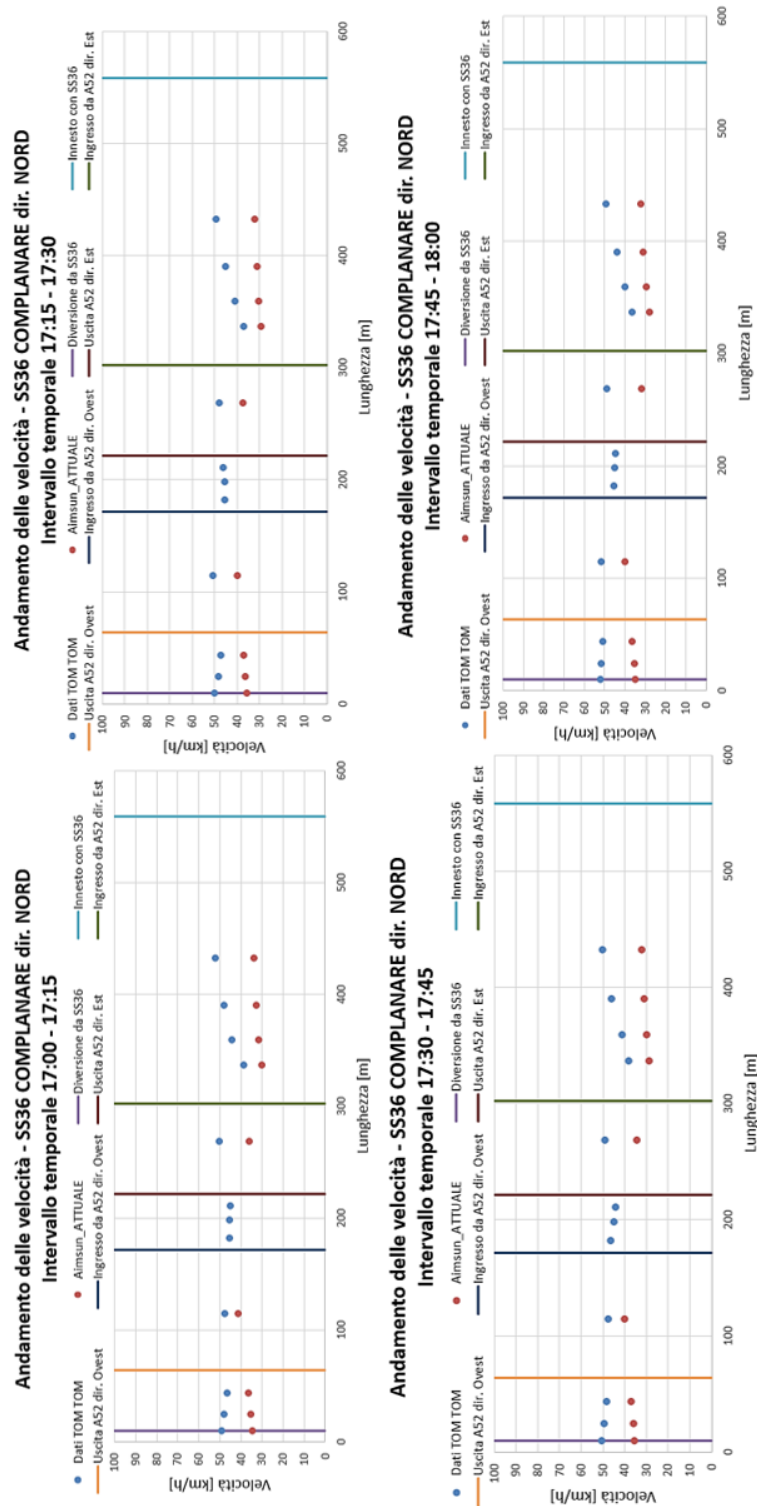 Andamento delle velocità - SS36 COMPLANARE dir. NORD
Intervallo temporale 17:00 - 17:15
Dati TOM TOM
Aimsun_ATTUALE
Diversione da SS36
Innesto con SS36
Uscita A52 dir. Ovest
Ingresso da A52 dir. Ovest
Uscita A52 dir. Est
Ingresso da A52 dir. Est
Velocità [km/h]
100
90
80
70
60
50
40
30
20
10
0
0 100 200 300 400 500 600
Lunghezza [m]
Andamento delle velocità - SS36 COMPLANARE dir. NORD
Intervallo temporale 17:15 - 17:30
Dati TOM TOM
Aimsun_ATTUALE
Diversione da SS36
Innesto con SS36
Uscita A52 dir. Ovest
Ingresso da A52 dir. Ovest
Uscita A52 dir. Est
Ingresso da A52 dir. Est
Velocità [km/h]
100
90
80
70
60
50
40
30
20
10
0
0 100 200 300 400 500 600
Lunghezza [m]
Andamento delle velocità - SS36 COMPLANARE dir. NORD
Intervallo temporale 17:30 - 17:45
Dati TOM TOM
Aimsun_ATTUALE
Diversione da SS36
Innesto con SS36
Uscita A52 dir. Ovest
Ingresso da A52 dir. Ovest
Uscita A52 dir. Est
Ingresso da A52 dir. Est
Velocità [km/h]
100
90
80
70
60
50
40
30
20
10
0
0 100 200 300 400 500 600
Lunghezza [m]
Andamento delle velocità - SS36 COMPLANARE dir. NORD
Intervallo temporale 17:45 - 18:00
Dati TOM TOM
Aimsun_ATTUALE
Diversione da SS36
Innesto con SS36
Uscita A52 dir. Ovest
Ingresso da A52 dir. Ovest
Uscita A52 dir. Est
Ingresso da A52 dir. Est
Velocità [km/h]
100
90
80
70
60
50
40
30
20
10
0
0 100 200 300 400 500 600
Lunghezza [m]